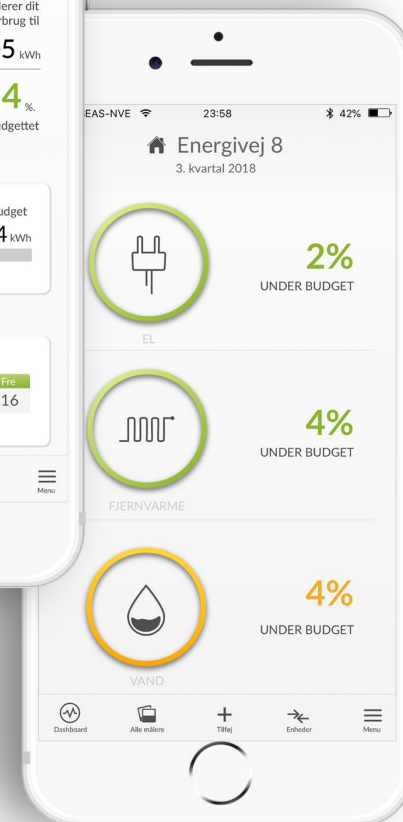 erer dit
rbrug til
5 kWh
4 %.
dgettet
udget
4 kWh
Fre
16
Menu
EAS-NVE 23:58 42%
Energivej 8
3. kvartal 2018
2%
UNDER BUDGET
EL
4%
UNDER BUDGET
FJERNVARME
4%
UNDER BUDGET
VAND
Dashboard Alle målere Tilføj Enheder Menu